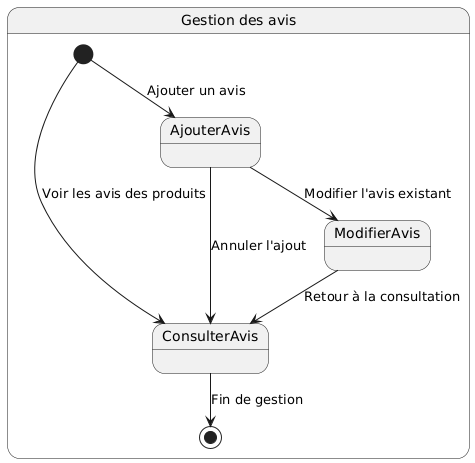 Gestion des avis
Ajouter un avis
AjouterAvis
Voir les avis des produits
Modifier l'avis existant
ModifierAvis
Annuler l'ajout
Retour à la consultation
ConsulterAvis
Fin de gestion